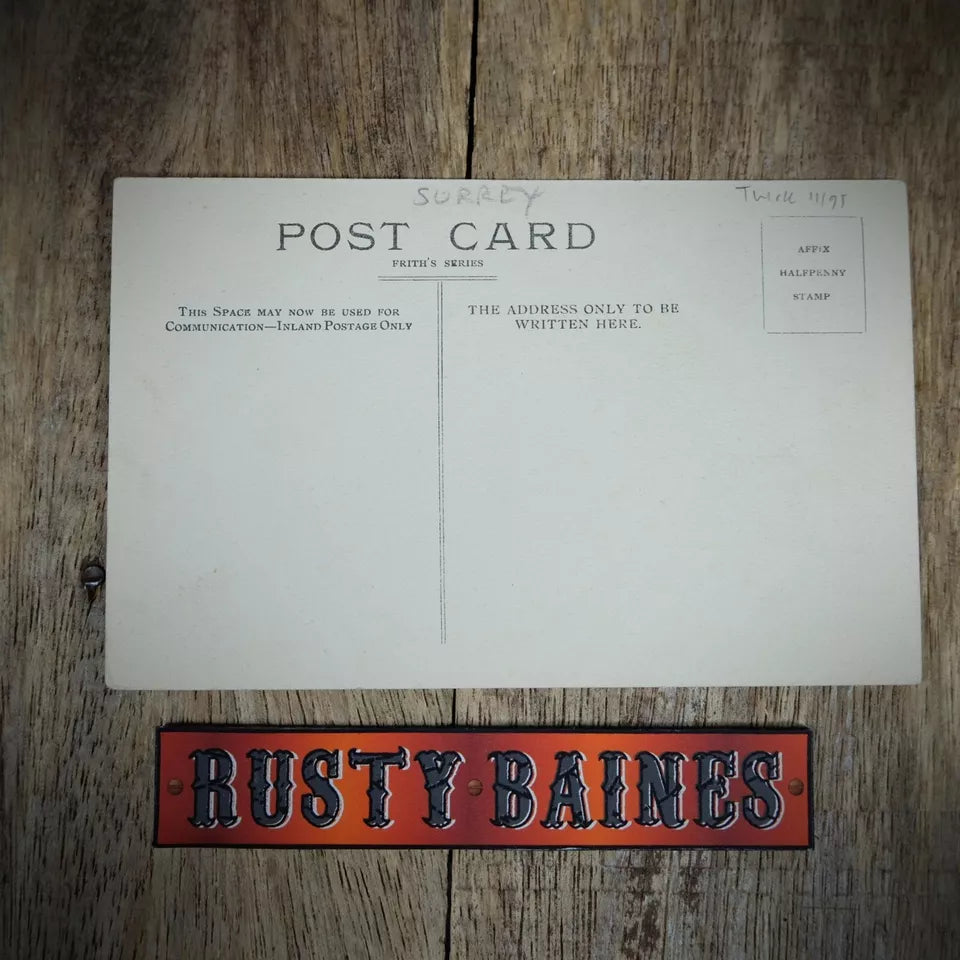 SURREY
Twick 11/95
POST CARD
FRITH'S SERIES
AFFIX
HALFPENNY
STAMP
THIS SPACE MAY NOW BE USED FOR
COMMUNICATION—INLAND POSTAGE ONLY
THE ADDRESS ONLY TO BE
WRITTEN HERE.
RUSTY BAINES